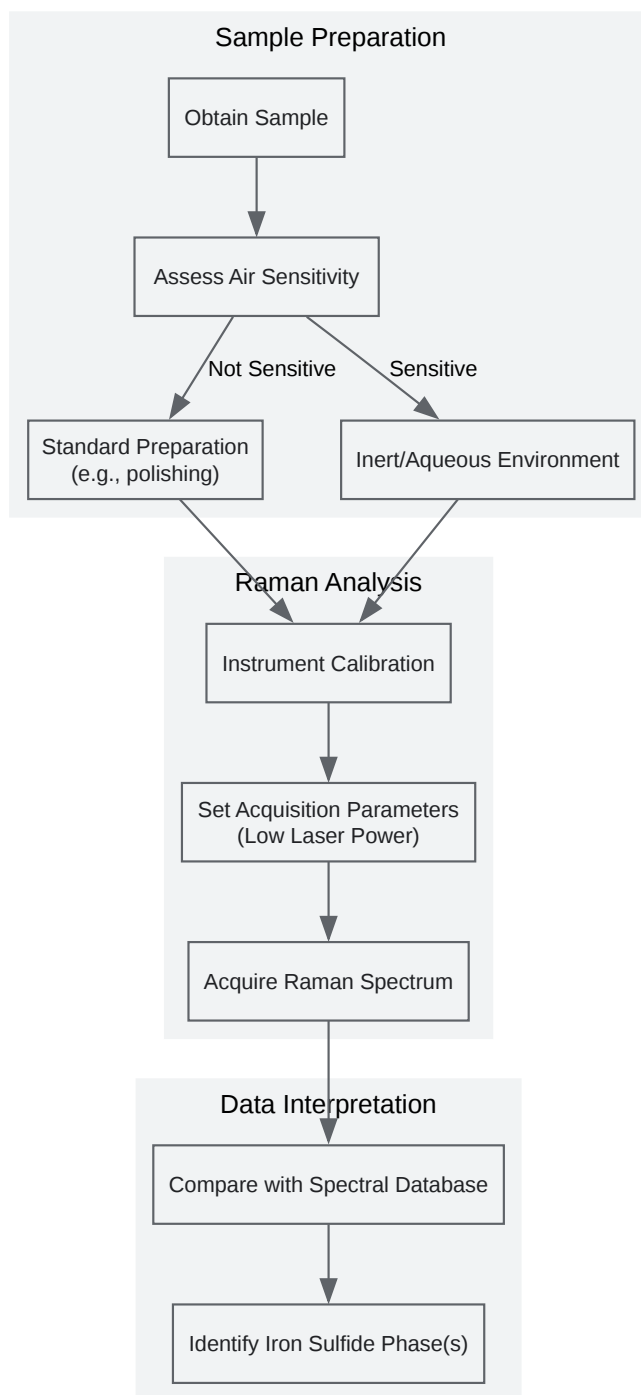 Sample Preparation
Obtain Sample
Assess Air Sensitivity
Not Sensitive
Sensitive
Standard Preparation
(e.g., polishing)
Inert/Aqueous Environment
Raman Analysis
Instrument Calibration
Set Acquisition Parameters
(Low Laser Power)
Acquire Raman Spectrum
Data Interpretation
Compare with Spectral Database
Identify Iron Sulfide Phase(s)